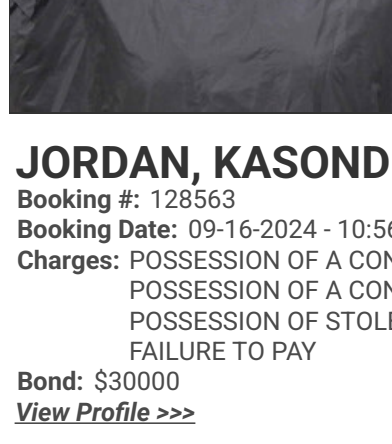 JORDAN, KASOND
Booking #: 128563
Booking Date: 09-16-2024 - 10:56
Charges: POSSESSION OF A CON
POSSESSION OF A CON
POSSESSION OF STOLE
FAILURE TO PAY
Bond: $30000
View Profile >>>